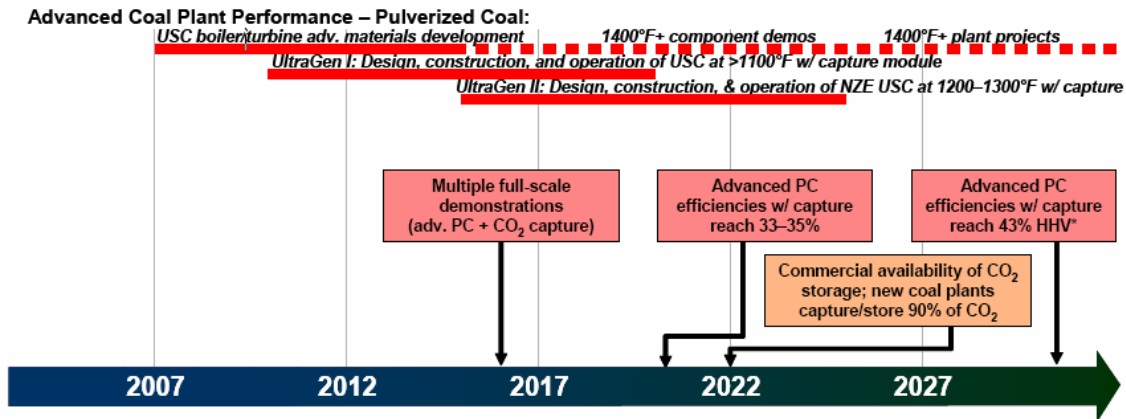 Advanced Coal Plant Performance – Pulverized Coal:
USC boiler/turbine adv. materials development
1400°F+ component demos
1400°F+ plant projects
UltraGen I: Design, construction, and operation of USC at >1100°F w/ capture module
UltraGen II: Design, construction, & operation of NZE USC at 1200–1300°F w/ capture
Multiple full-scale
demonstrations
(adv. PC + CO₂ capture)
Advanced PC
efficiencies w/ capture
reach 33–35%
Advanced PC
efficiencies w/ capture
reach 43% HHV*
Commercial availability of CO₂
storage; new coal plants
capture/store 90% of CO₂
2007
2012
2017
2022
2027